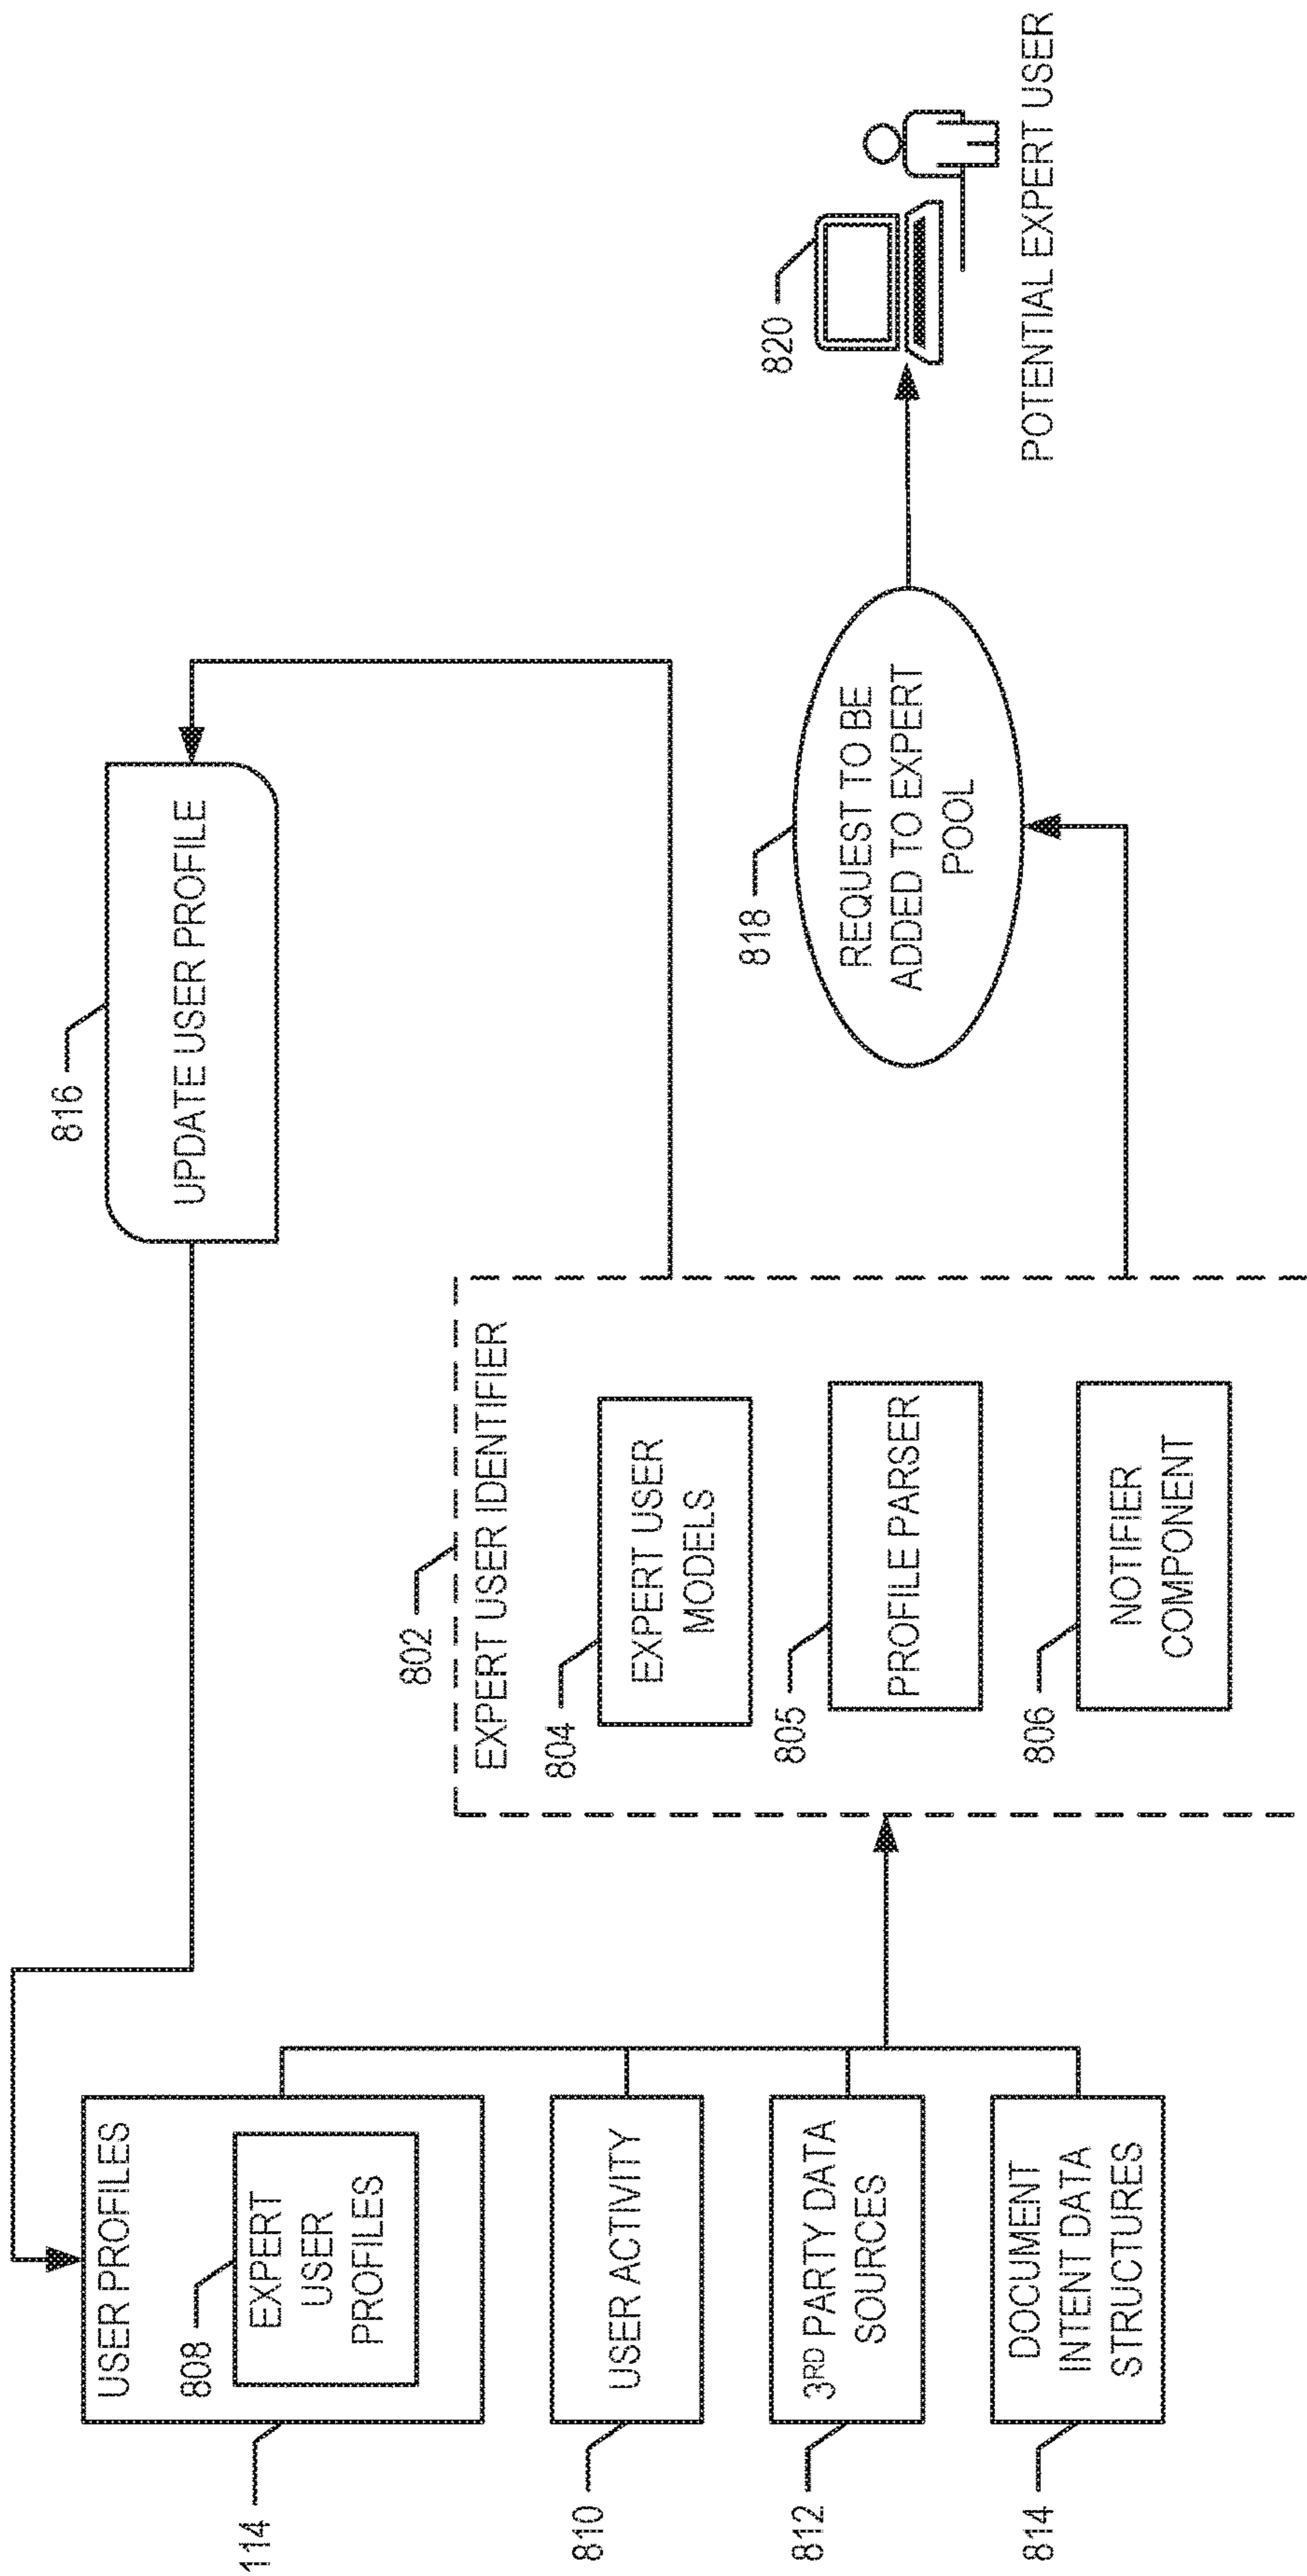 114
USER PROFILES
808
EXPERT
USER
PROFILES
810
USER ACTIVITY
812
3RD PARTY DATA
SOURCES
814
DOCUMENT
INTENT DATA
STRUCTURES
802
EXPERT USER IDENTIFIER
804
EXPERT USER
MODELS
805
PROFILE PARSER
806
NOTIFIER
COMPONENT
816
UPDATE USER PROFILE
818
REQUEST TO BE
ADDED TO EXPERT
POOL
820
POTENTIAL EXPERT USER